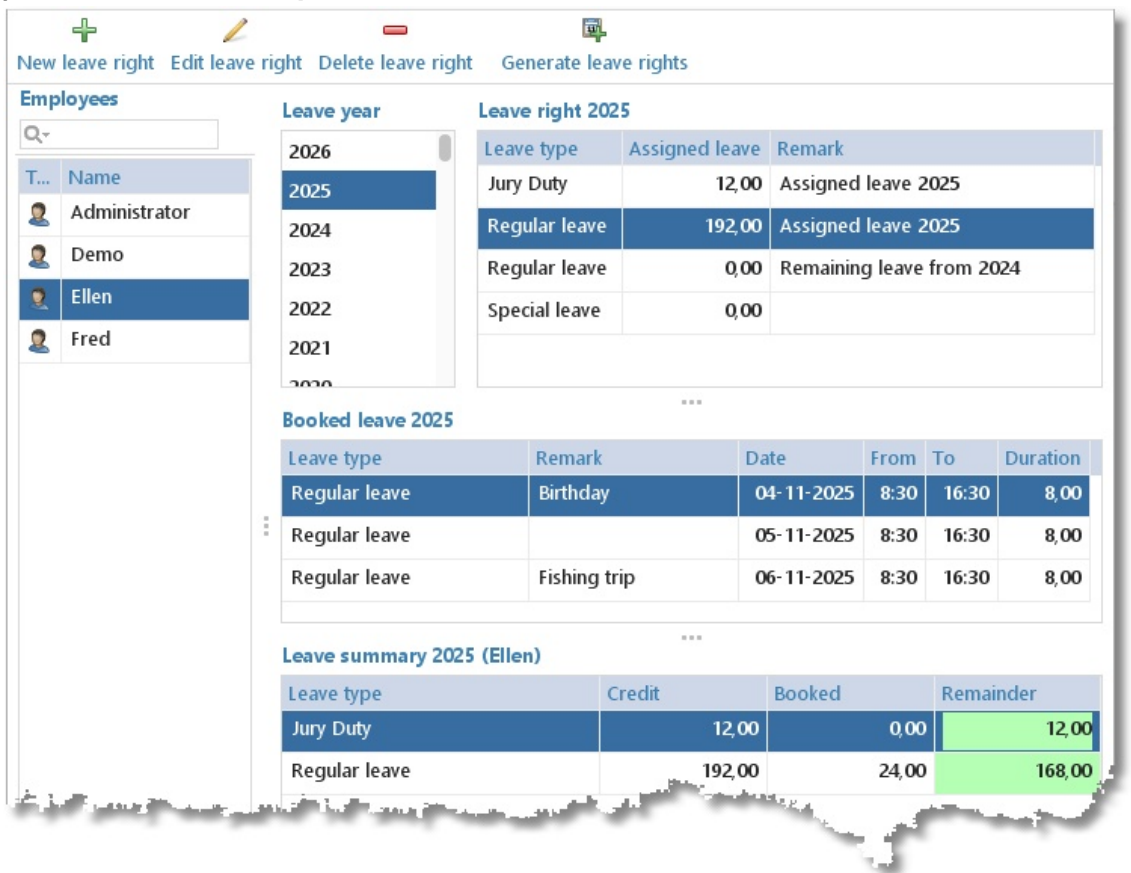 New leave right Edit leave right Delete leave right Generate leave rights
Employees
T... Name
Administrator
Demo
Ellen
Fred
Leave year
2026
2025
2024
2023
2022
2021
2020
Leave right 2025
Leave type Assigned leave Remark
Jury Duty 12,00 Assigned leave 2025
Regular leave 192,00 Assigned leave 2025
Regular leave 0,00 Remaining leave from 2024
Special leave 0,00
Booked leave 2025
Leave type Remark Date From To Duration
Regular leave Birthday 04-11-2025 8:30 16:30 8,00
Regular leave 05-11-2025 8:30 16:30 8,00
Regular leave Fishing trip 06-11-2025 8:30 16:30 8,00
Leave summary 2025 (Ellen)
Leave type Credit Booked Remainder
Jury Duty 12,00 0,00 12,00
Regular leave 192,00 24,00 168,00